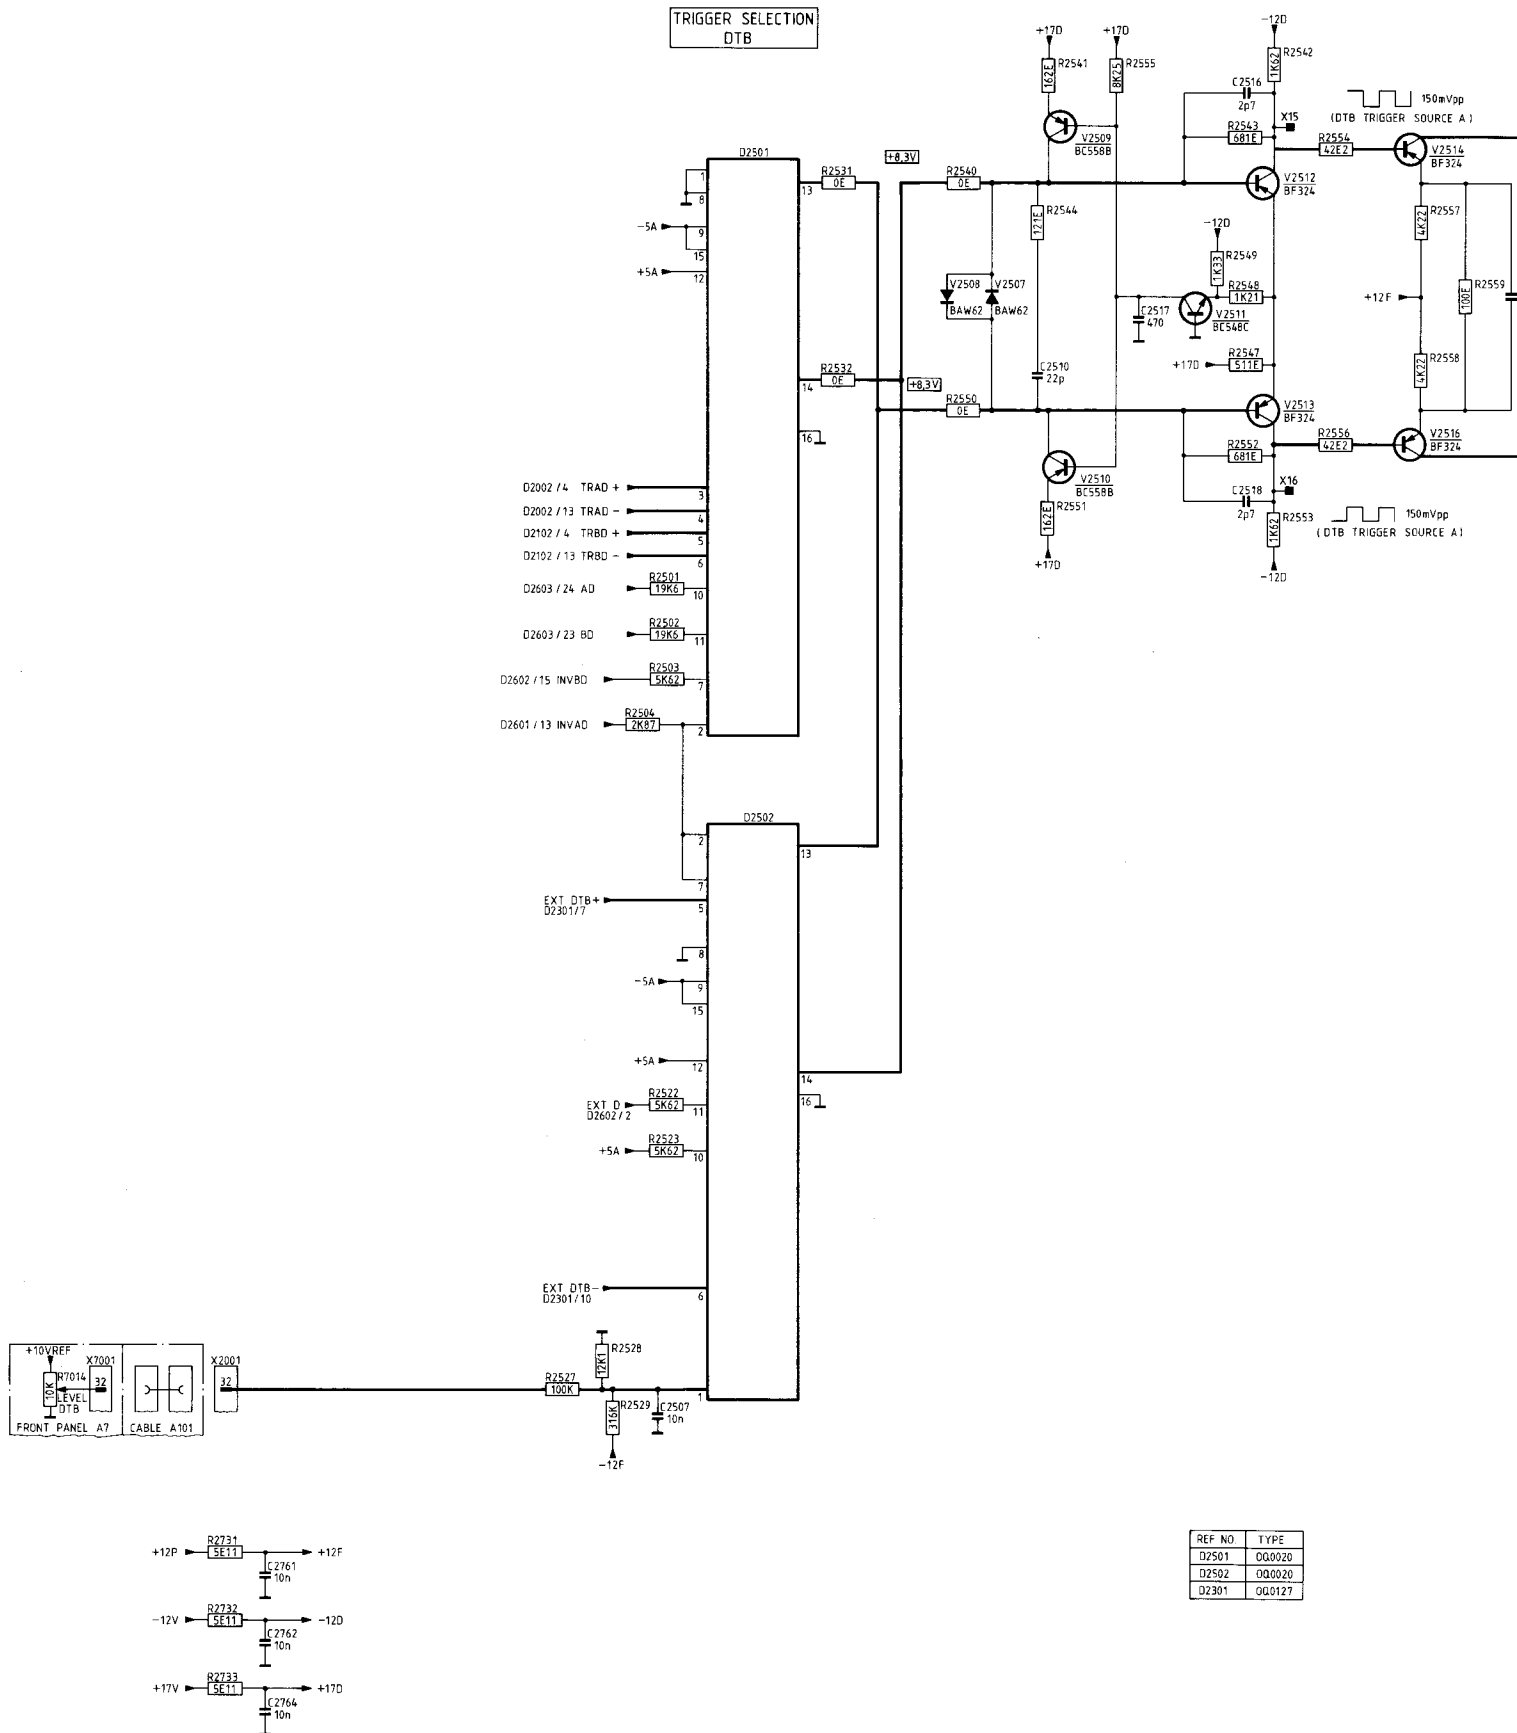 TRIGGER SELECTION
DTB
+17D
+17D
-12D
R2541
162E
R2555
8K25
R2542
1K62
C2516
2p7
150mVpp
(DTB TRIGGER SOURCE A)
X15
V2509
BC558B
R2543
681E
R2554
42E2
V2514
BF324
D2501
R2531
0E
+8,3V
R2540
0E
V2512
BF324
1
8
13
-5A
9
15
+5A
12
R2544
121E
-12D
R2549
1K33
R2557
4K22
V2508
BAW62
V2507
BAW62
R2548
1K21
C2517
470
V2511
BC548C
+12F
R2559
100E
R2547
511E
+17D
R2558
4K22
R2532
0E
14
+8,3V
C2510
22p
R2550
0E
V2513
BF324
16
R2552
681E
R2556
42E2
V2516
BF324
V2510
BC558B
R2551
162E
+17D
C2518
2p7
X16
R2553
1K62
-12D
150mVpp
(DTB TRIGGER SOURCE A)
D2002/4 TRAD +
3
D2002/13 TRAD -
4
D2102/4 TRBD +
5
D2102/13 TRBD -
6
D2603/24 AD
R2501
19K6
10
D2603/23 BD
R2502
19K6
11
D2602/15 INVBD
R2503
5K62
7
D2601/13 INVAD
R2504
2K87
2
D2502
2
13
7
EXT DTB+
D2301/7
5
8
-5A
9
15
+5A
12
14
16
EXT D
D2602/2
R2522
5K62
11
+5A
R2523
5K62
10
EXT DTB-
D2301/10
6
+10VREF
R7014
10K
LEVEL
DTB
X7001
32
FRONT PANEL A7
CABLE A101
X2001
32
R2527
100K
R2528
12K1
R2529
316K
-12F
C2507
10n
1
+12P
R2731
5E11
+12F
C2761
10n
-12V
R2732
5E11
-12D
C2762
10n
+17V
R2733
5E11
+17D
C2764
10n
REF NO. TYPE
D2501 OQ0020
D2502 OQ0020
D2301 OQ0127